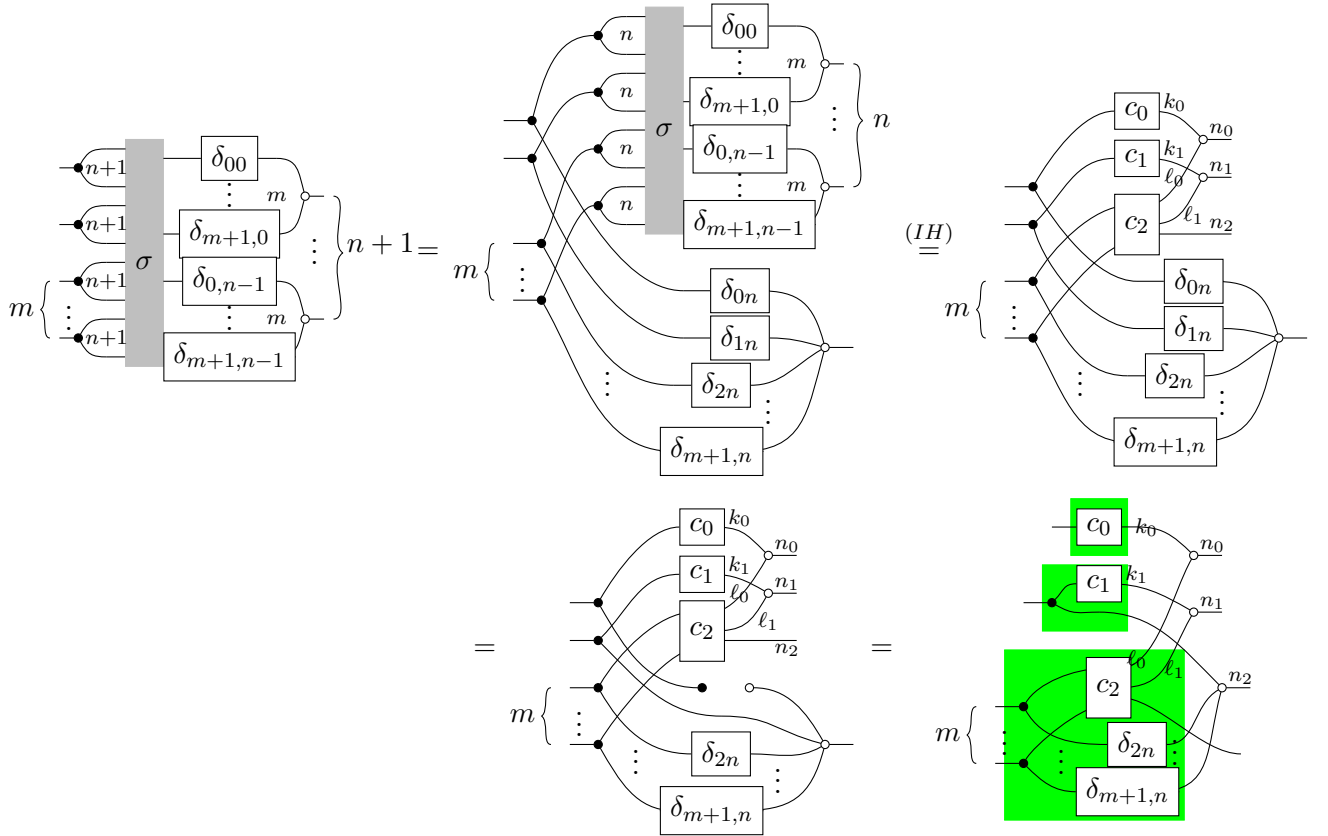 n+1 n+1 n+1 n+1 σ δ₀₀ ⋮ δₘ₊₁,₀ δ₀,ₙ₋₁ ⋮ δₘ₊₁,ₙ₋₁ m m ⋮ n + 1
m ⋮
=
n n n n σ δ₀₀ ⋮ δₘ₊₁,₀ δ₀,ₙ₋₁ ⋮ δₘ₊₁,ₙ₋₁ m m ⋮ n
m ⋮
δ₀ₙ
δ₁ₙ
⋮ δ₂ₙ
⋮
δₘ₊₁,ₙ
(IH)
=
c₀ k₀ n₀
c₁ k₁ n₁
c₂ ℓ₀ ℓ₁ n₂
m ⋮
δ₀ₙ
δ₁ₙ
⋮ δ₂ₙ
⋮
δₘ₊₁,ₙ
=
c₀ k₀ n₀
c₁ k₁ n₁
c₂ ℓ₀ ℓ₁ n₂
m ⋮
⋮ δ₂ₙ
⋮
δₘ₊₁,ₙ
=
c₀ k₀ n₀
c₁ k₁ n₁
c₂ ℓ₀ ℓ₁ n₂
m ⋮
⋮ δ₂ₙ
⋮
δₘ₊₁,ₙ